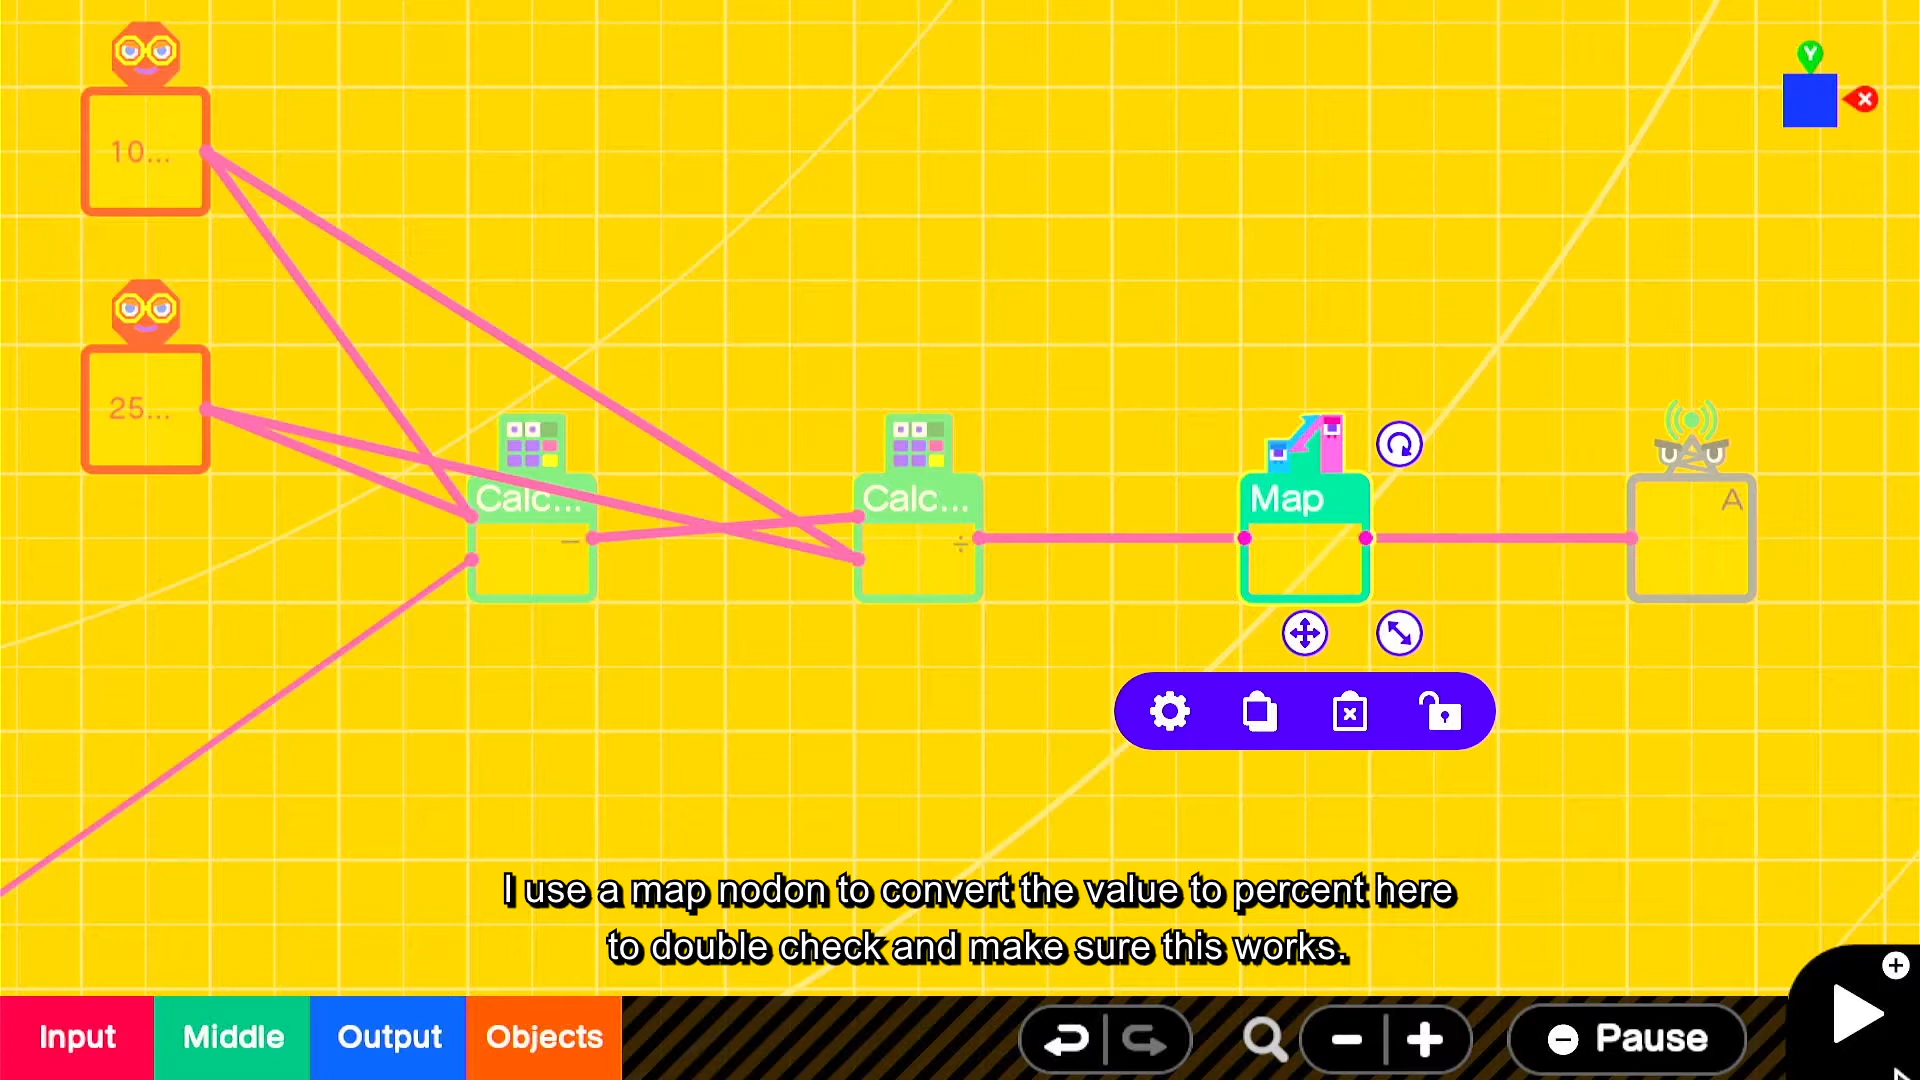 Y
X
10...
25...
Calc...
−
Calc...
÷
Map
A
I use a map nodon to convert the value to percent here
to double check and make sure this works.
Input
Middle
Output
Objects
Pause